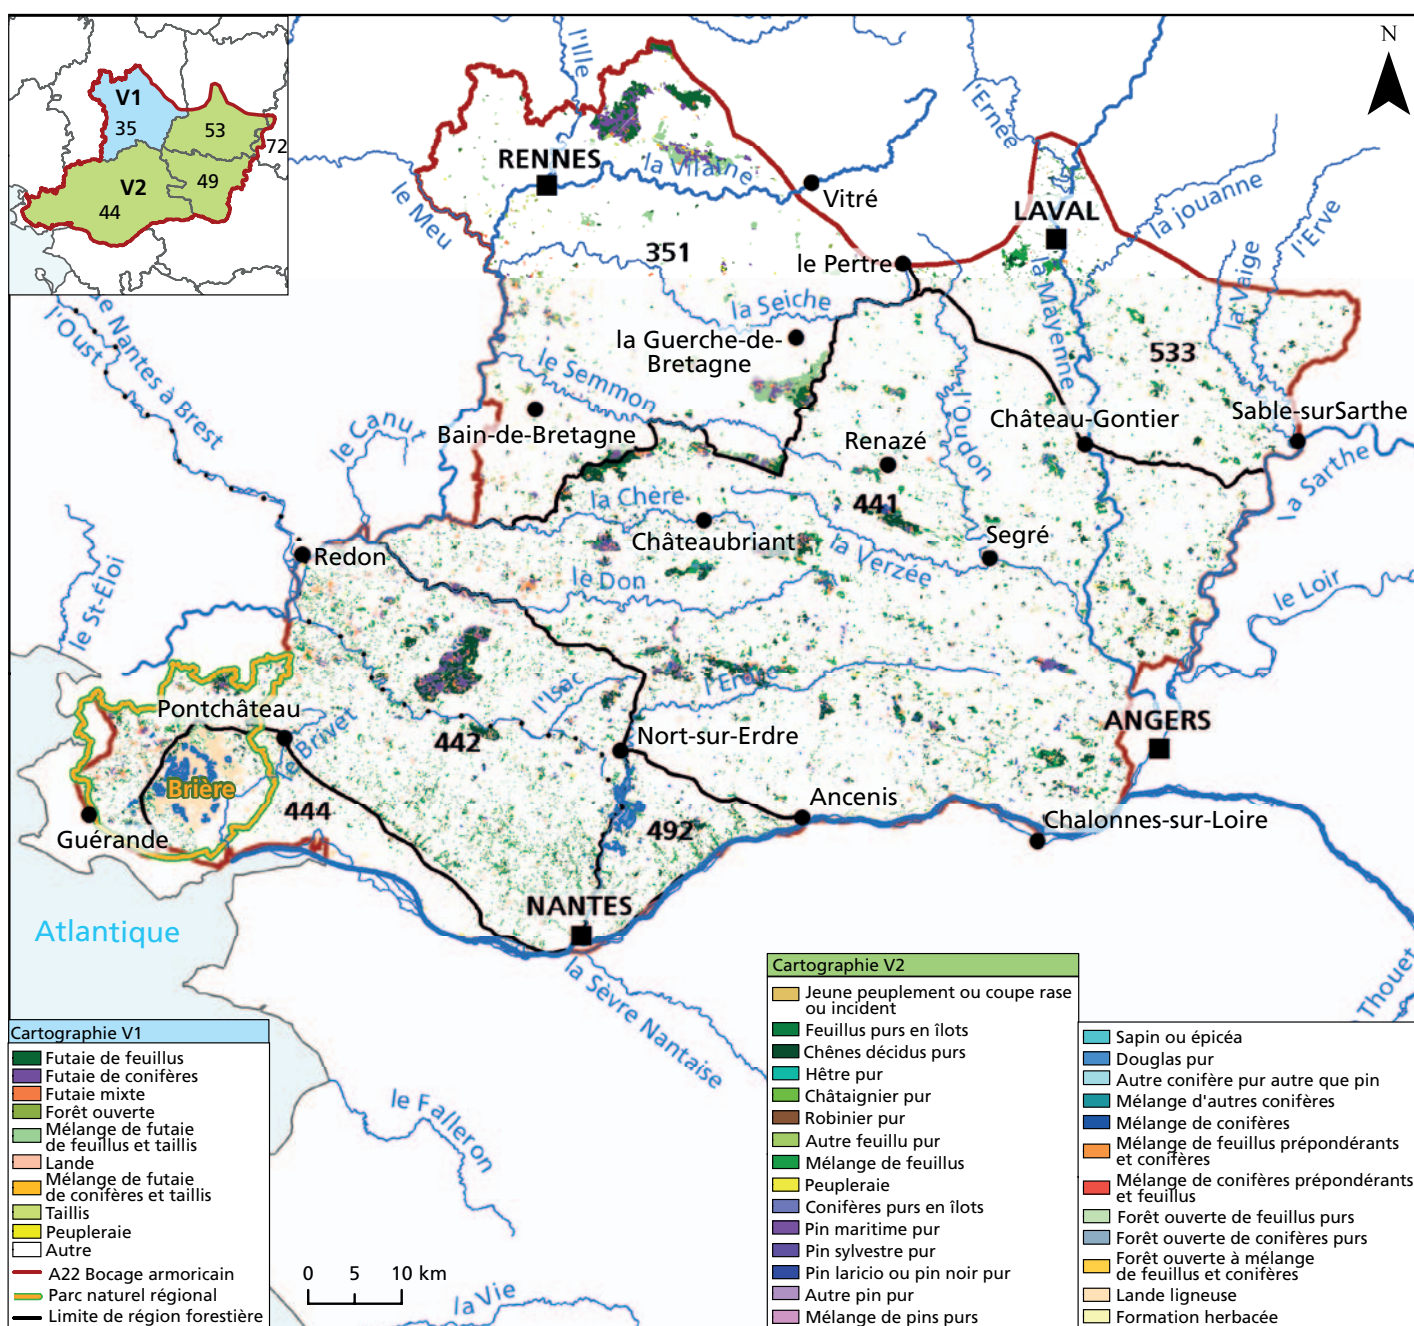 V1
35
53
72
V2
49
44
N
l'Ille
l'Ernée
RENNES
la Vilaine
Vitré
le Meu
LAVAL
la jouanne
l'Erve
la Vaige
351
le Pertre
la Mayenne
la Seiche
de Nantes à Brest
l'Oust
la Guerche-de-
Bretagne
533
le Semmon
l'Oudon
Château-Gontier
Sable-surSarthe
Bain-de-Bretagne
le Canut
Renazé
la Sarthe
la Chère
441
Châteaubriant
la Verzée
Segré
Redon
le Don
le St-Éloi
le Loir
l'Erdre
l'Isac
Pontchâteau
le Brivet
442
Nort-sur-Erdre
ANGERS
Brière
444
Ancenis
Guérande
492
Chalonnes-sur-Loire
NANTES
Atlantique
la Sèvre Nantaise
Thouet
le Falleron
la Vie
0 5 10 km
Cartographie V1
Futaie de feuillus
Futaie de conifères
Futaie mixte
Forêt ouverte
Mélange de futaie
de feuillus et taillis
Lande
Mélange de futaie
de conifères et taillis
Taillis
Peupleraie
Autre
A22 Bocage armoricain
Parc naturel régional
Limite de région forestière
Cartographie V2
Jeune peuplement ou coupe rase
ou incident
Feuillus purs en îlots
Chênes décidus purs
Hêtre pur
Châtaignier pur
Robinier pur
Autre feuillu pur
Mélange de feuillus
Peupleraie
Conifères purs en îlots
Pin maritime pur
Pin sylvestre pur
Pin laricio ou pin noir pur
Autre pin pur
Mélange de pins purs
Sapin ou épicéa
Douglas pur
Autre conifère pur autre que pin
Mélange d'autres conifères
Mélange de conifères
Mélange de feuillus prépondérants
et conifères
Mélange de conifères prépondérants
et feuillus
Forêt ouverte de feuillus purs
Forêt ouverte de conifères purs
Forêt ouverte à mélange
de feuillus et conifères
Lande ligneuse
Formation herbacée